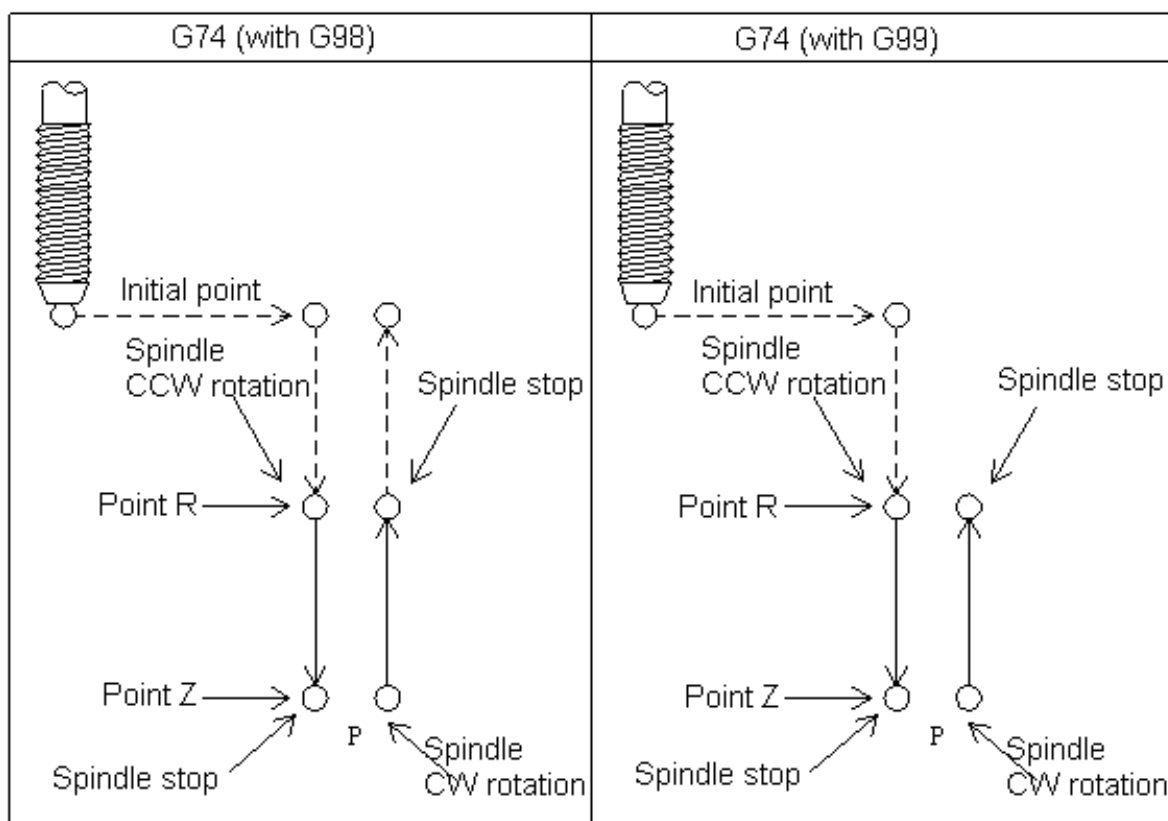 G74 (with G98)
G74 (with G99)
Initial point
Spindle
CCW rotation
Spindle stop
Point R
Point Z
P
Spindle stop
Spindle
CW rotation
Initial point
Spindle
CCW rotation
Spindle stop
Point R
Point Z
P
Spindle stop
Spindle
CW rotation